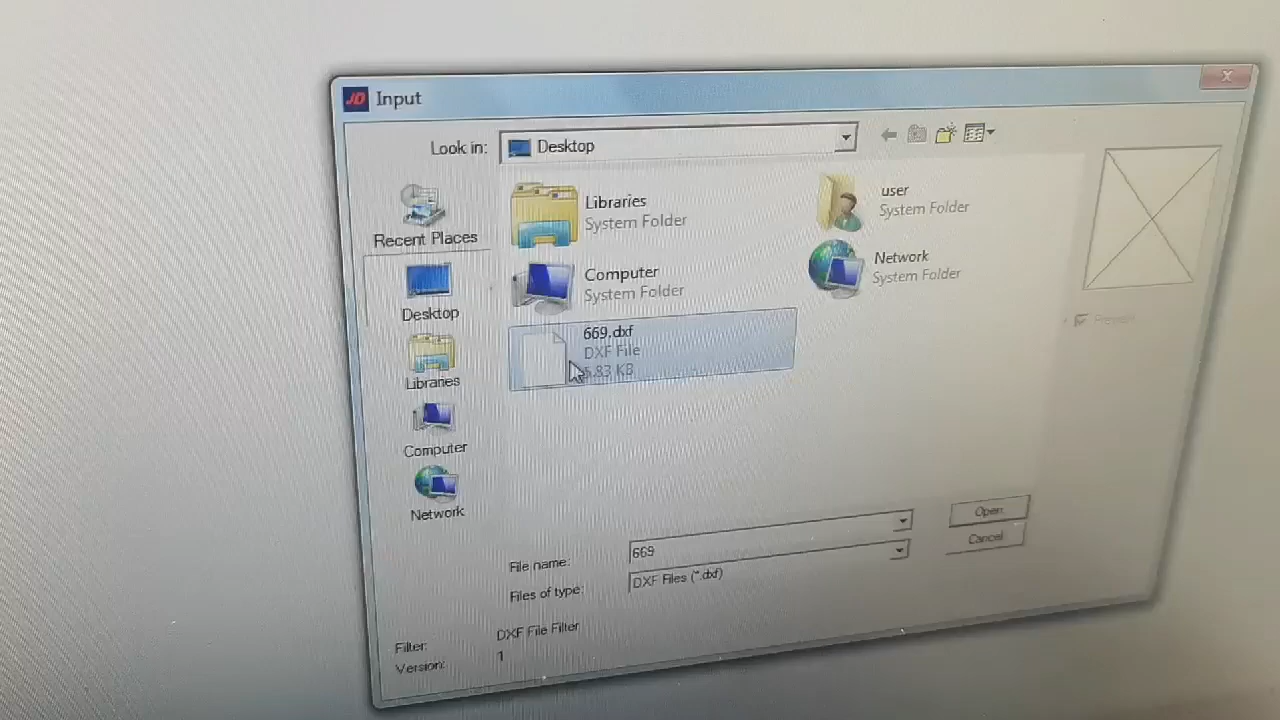 JD Input
Look in: Desktop
Recent Places
Desktop
Libraries
Computer
Network
Libraries
System Folder
Computer
System Folder
669.dxf
DXF File
5.83 KB
user
System Folder
Network
System Folder
Preview
File name: 669
Open
Files of type: DXF Files (*.dxf)
Cancel
Filter: DXF File Filter
Version: 1